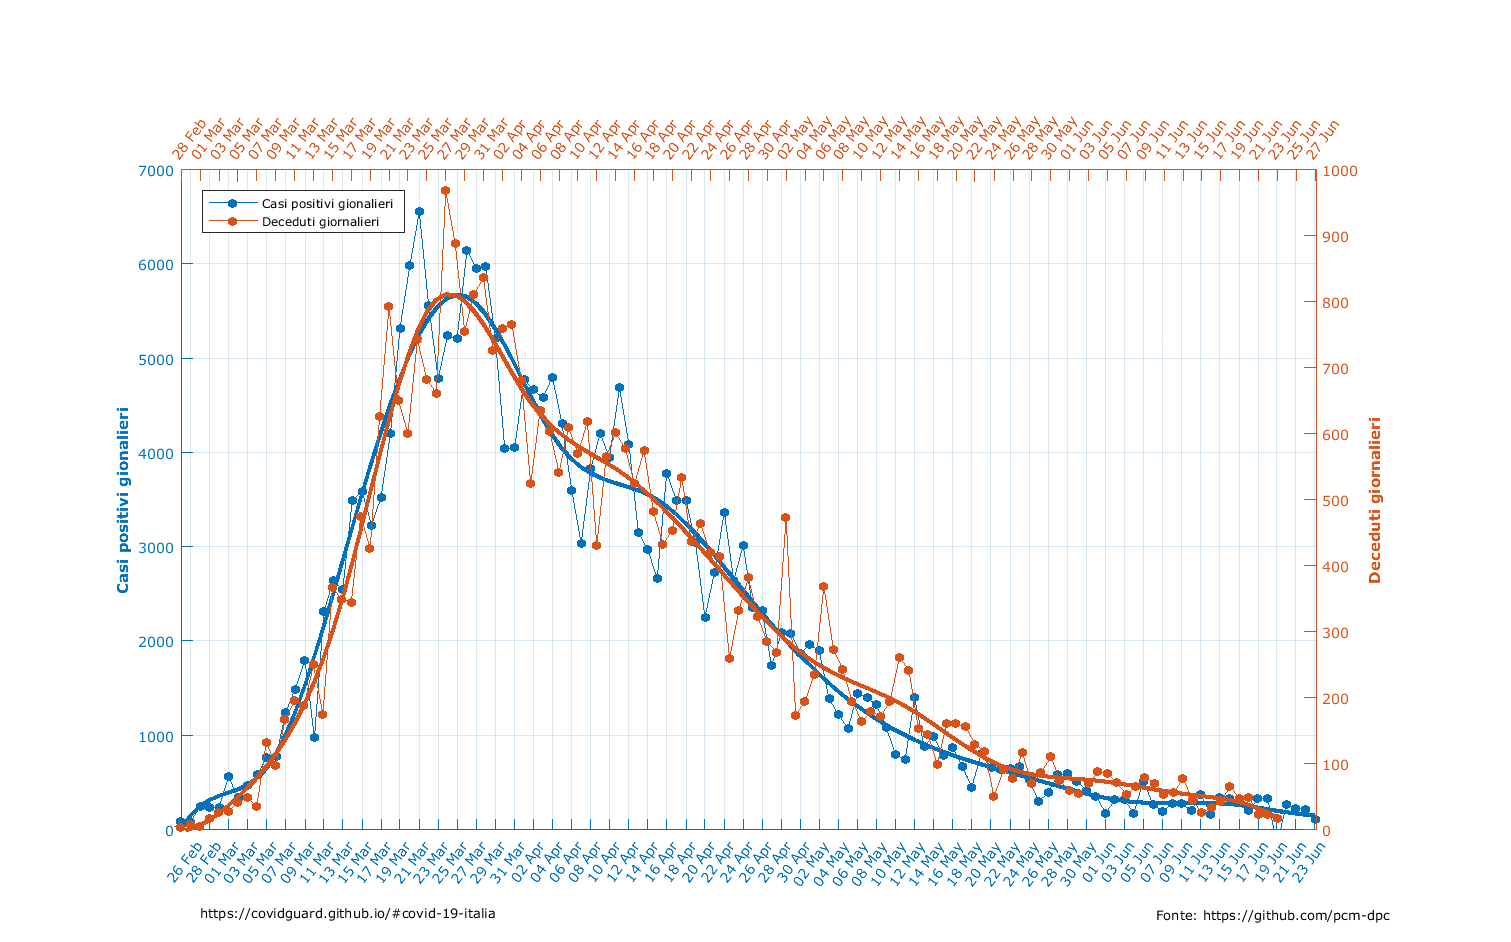 28 Feb
01 Mar
03 Mar
05 Mar
07 Mar
09 Mar
11 Mar
13 Mar
15 Mar
17 Mar
19 Mar
21 Mar
23 Mar
25 Mar
27 Mar
29 Mar
31 Mar
02 Apr
04 Apr
06 Apr
08 Apr
10 Apr
12 Apr
14 Apr
16 Apr
18 Apr
20 Apr
22 Apr
24 Apr
26 Apr
28 Apr
30 Apr
02 May
04 May
06 May
08 May
10 May
12 May
14 May
16 May
18 May
20 May
22 May
24 May
26 May
28 May
30 May
01 Jun
03 Jun
05 Jun
07 Jun
09 Jun
11 Jun
13 Jun
15 Jun
17 Jun
19 Jun
21 Jun
23 Jun
25 Jun
27 Jun
Casi positivi gionalieri
Deceduti giornalieri
7000
6000
5000
4000
3000
2000
1000
0
Casi positivi gionalieri
1000
900
800
700
600
500
400
300
200
100
0
Deceduti giornalieri
26 Feb
28 Feb
01 Mar
03 Mar
05 Mar
07 Mar
09 Mar
11 Mar
13 Mar
15 Mar
17 Mar
19 Mar
21 Mar
23 Mar
25 Mar
27 Mar
29 Mar
31 Mar
02 Apr
04 Apr
06 Apr
08 Apr
10 Apr
12 Apr
14 Apr
16 Apr
18 Apr
20 Apr
22 Apr
24 Apr
26 Apr
28 Apr
30 Apr
02 May
04 May
06 May
08 May
10 May
12 May
14 May
16 May
18 May
20 May
22 May
24 May
26 May
28 May
30 May
01 Jun
03 Jun
05 Jun
07 Jun
09 Jun
11 Jun
13 Jun
15 Jun
17 Jun
19 Jun
21 Jun
23 Jun
https://covidguard.github.io/#covid-19-italia
Fonte: https://github.com/pcm-dpc